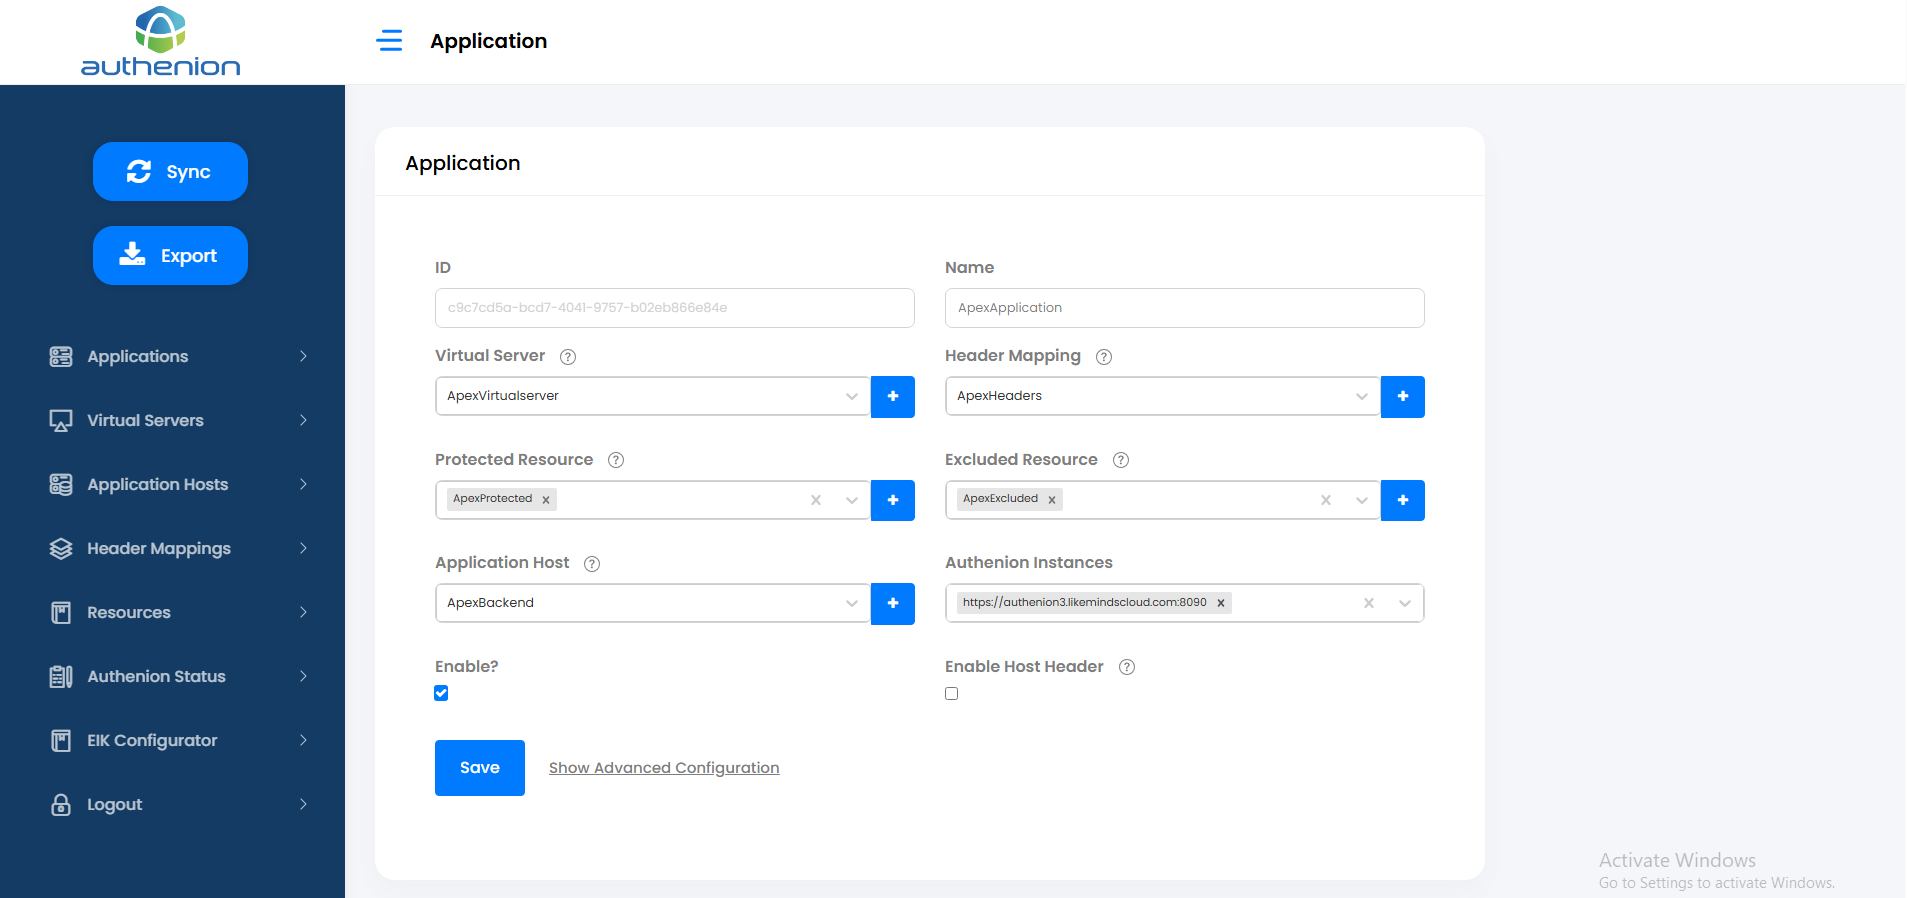 authenion
Application
Sync
Export
Applications
Virtual Servers
Application Hosts
Header Mappings
Resources
Authenion Status
EIK Configurator
Logout
Application
ID
Name
c9c7cd5a-bcd7-4041-9757-b02eb866e84e
ApexApplication
Virtual Server ?
Header Mapping ?
ApexVirtualserver
+
ApexHeaders
+
Protected Resource ?
Excluded Resource ?
ApexProtected ×
+
ApexExcluded ×
+
Application Host ?
Authenion Instances
ApexBackend
+
https://authenion3.likemindscloud.com:8090 ×
Enable?
Enable Host Header ?
Save
Show Advanced Configuration
Activate Windows
Go to Settings to activate Windows.